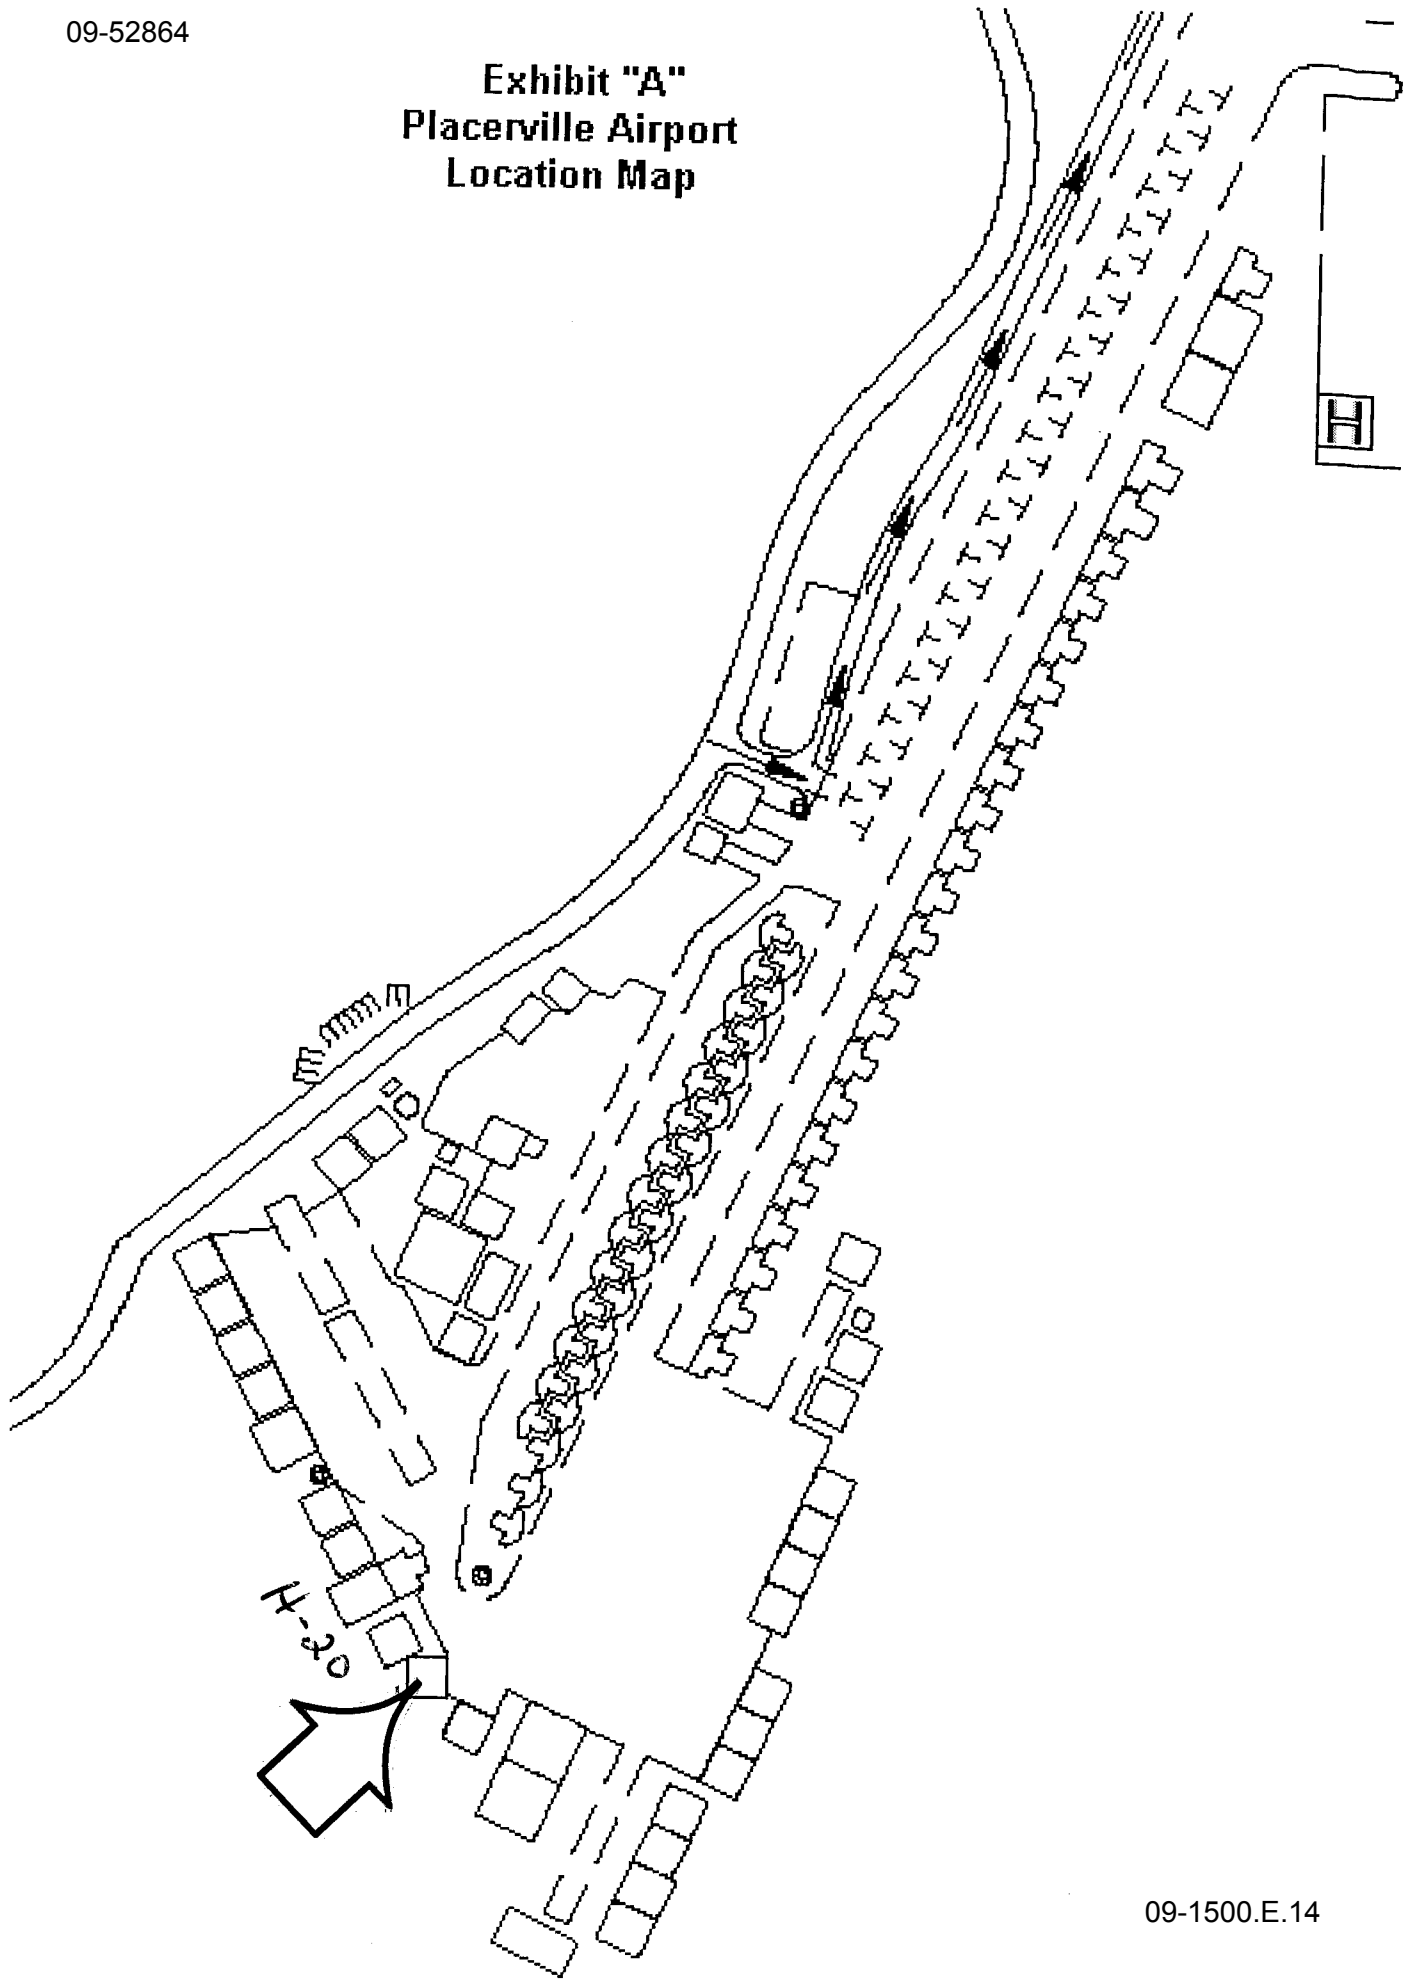 09-52864
Exhibit "A"
Placerville Airport
Location Map
H
H-20
09-1500.E.14